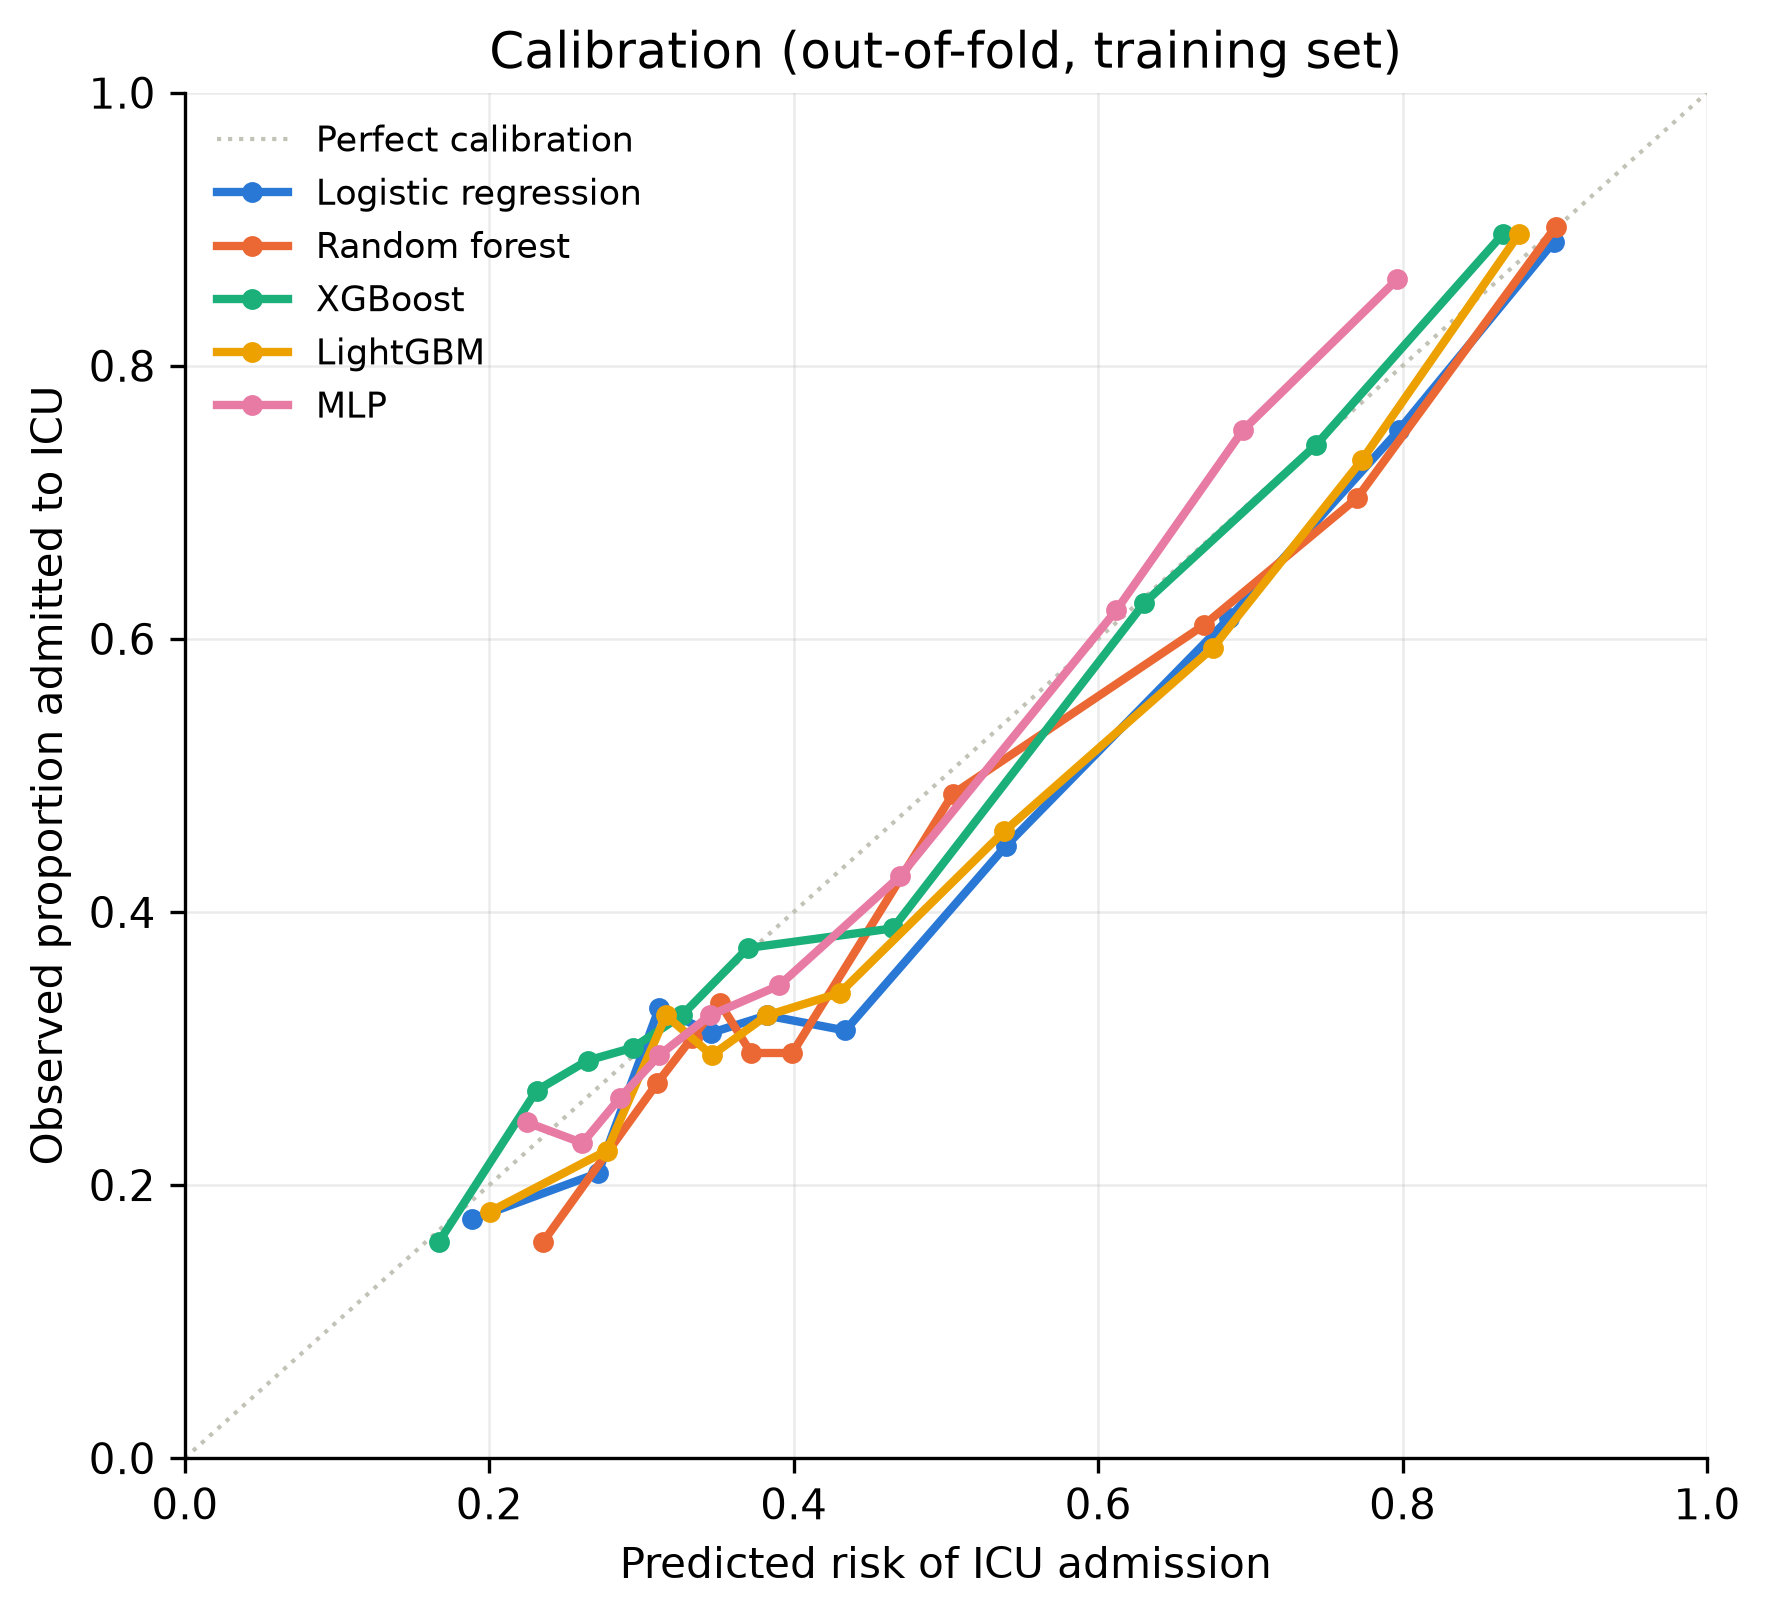 Calibration (out-of-fold, training set)
Perfect calibration
Logistic regression
Random forest
XGBoost
LightGBM
MLP
Observed proportion admitted to ICU
1.0
0.8
0.6
0.4
0.2
0.0
0.0 0.2 0.4 0.6 0.8 1.0
Predicted risk of ICU admission